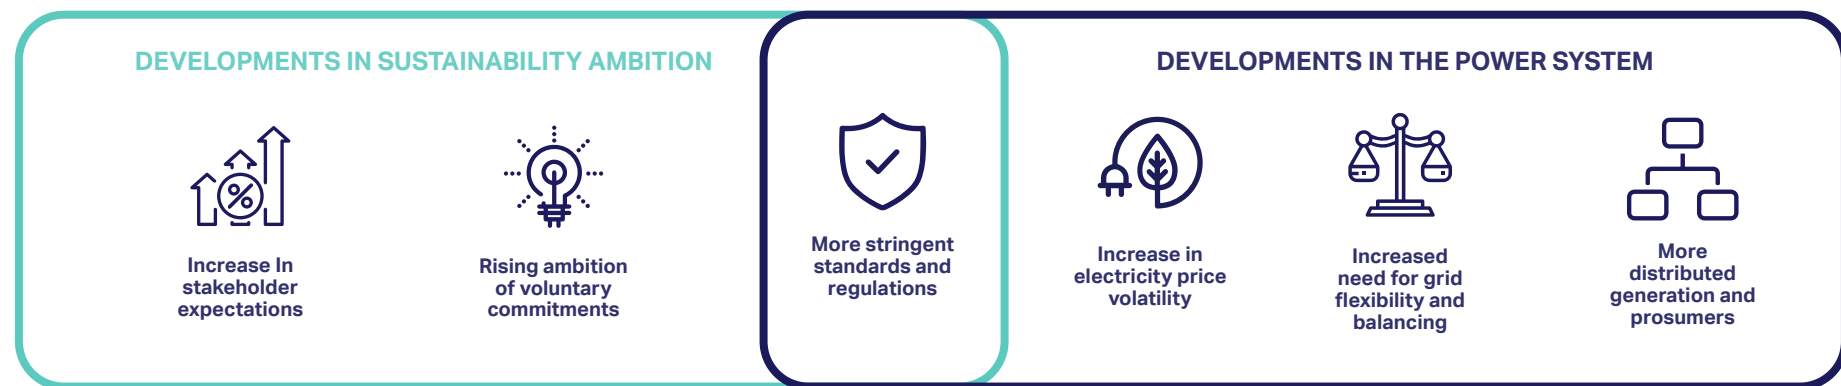 DEVELOPMENTS IN SUSTAINABILITY AMBITION
Increase In
stakeholder
expectations
Rising ambition
of voluntary
commitments
More stringent
standards and
regulations
DEVELOPMENTS IN THE POWER SYSTEM
Increase in
electricity price
volatility
Increased
need for grid
flexibility and
balancing
More
distributed
generation and
prosumers